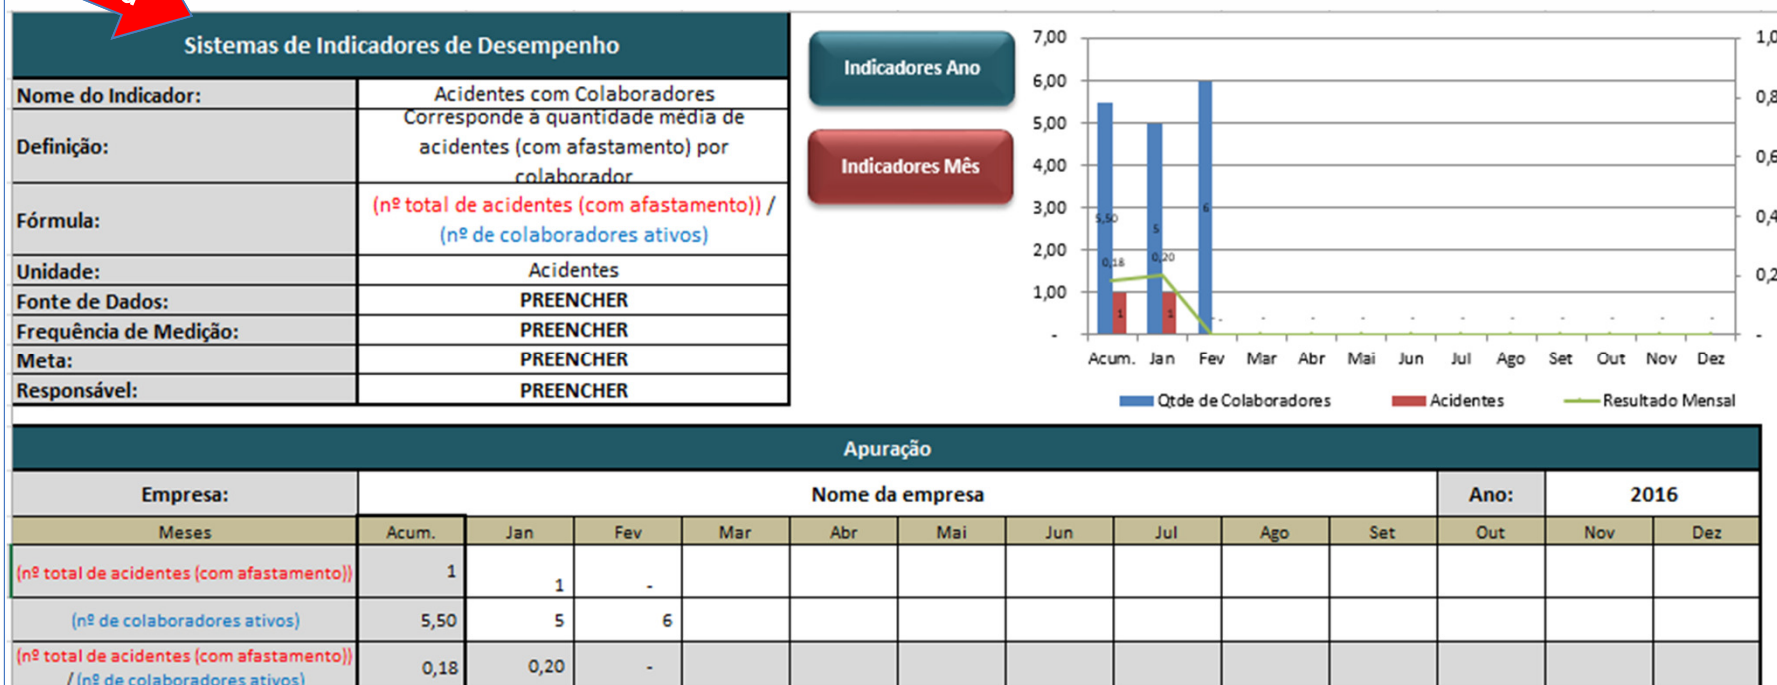 Sistemas de Indicadores de Desempenho
Nome do Indicador: Acidentes com Colaboradores
Definição: Corresponde à quantidade média de
acidentes (com afastamento) por
colaborador
Fórmula: (nº total de acidentes (com afastamento)) /
(nº de colaboradores ativos)
Unidade: Acidentes
Fonte de Dados: PREENCHER
Frequência de Medição: PREENCHER
Meta: PREENCHER
Responsável: PREENCHER
Indicadores Ano
Indicadores Mês
7,00
6,00
5,00
4,00
3,00
2,00
1,00
-
5,50 5 6
0,18 0,20 - - - - - - - - - - -
1 1
1,0
0,8
0,6
0,4
0,2
-
Acum. Jan Fev Mar Abr Mai Jun Jul Ago Set Out Nov Dez
Qtde de Colaboradores Acidentes Resultado Mensal
Apuração
Empresa: Nome da empresa Ano: 2016
Meses Acum. Jan Fev Mar Abr Mai Jun Jul Ago Set Out Nov Dez
(nº total de acidentes (com afastamento)) 1 1 -
(nº de colaboradores ativos) 5,50 5 6
(nº total de acidentes (com afastamento)) 0,18 0,20 -
/ (nº de colaboradores ativos)